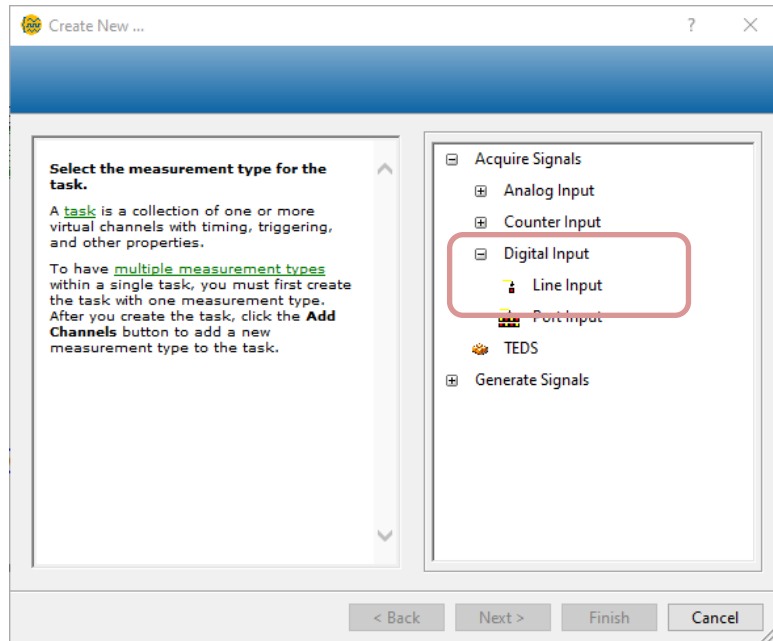 Create New ...
Select the measurement type for the
task.
A task is a collection of one or more
virtual channels with timing, triggering,
and other properties.
To have multiple measurement types
within a single task, you must first create
the task with one measurement type.
After you create the task, click the Add
Channels button to add a new
measurement type to the task.
Acquire Signals
Analog Input
Counter Input
Digital Input
Line Input
Port Input
TEDS
Generate Signals
< Back
Next >
Finish
Cancel